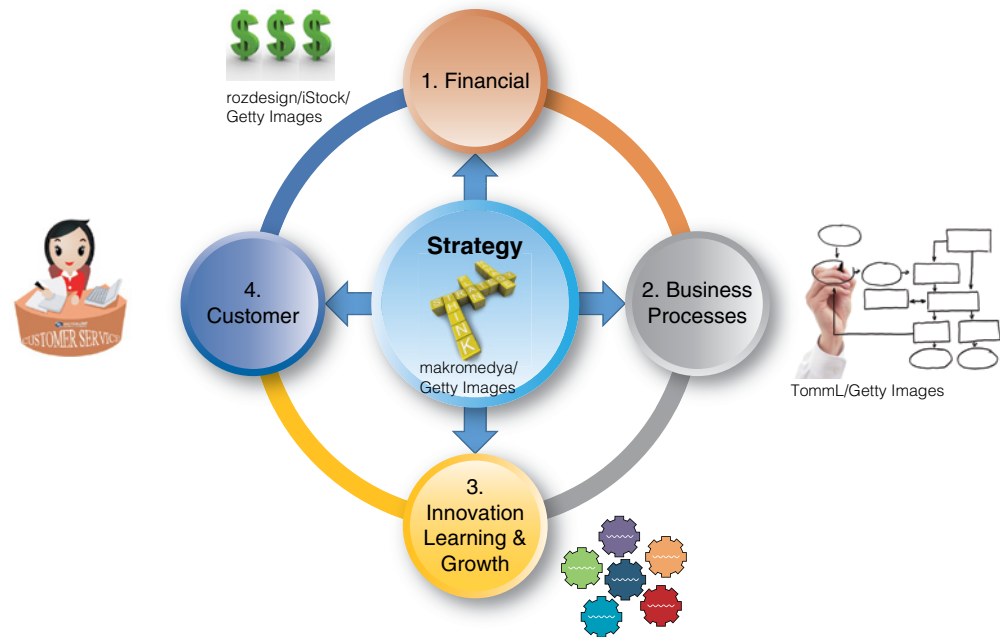 $ $ $
rozdesign/iStock/
Getty Images
1. Financial
Strategy
THINK
makromedya/
Getty Images
4.
Customer
2. Business
Processes
CUSTOMER SERVICE
TommL/Getty Images
3.
Innovation
Learning &
Growth